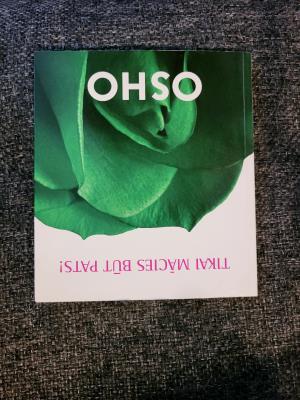 TIKAI MĀCIES BŪT PATS!
OSHO